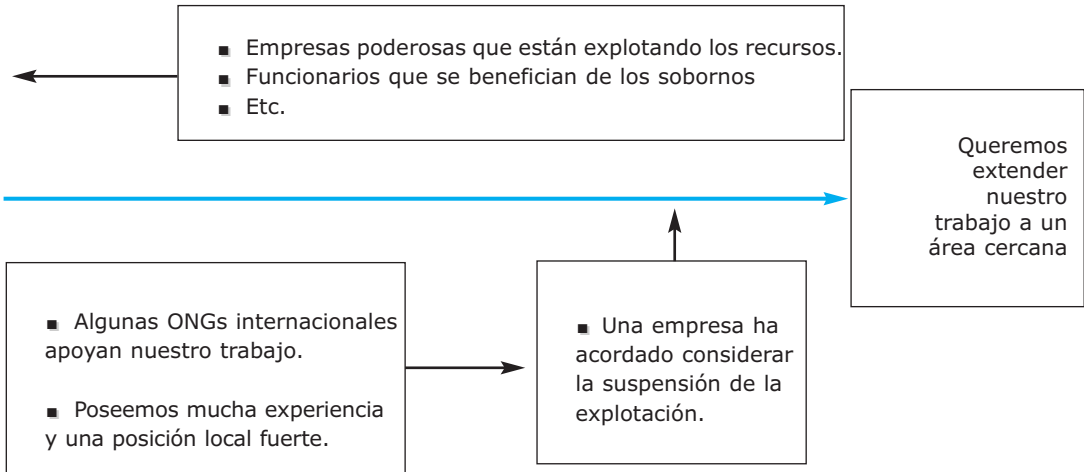 ■ Empresas poderosas que están explotando los recursos.
■ Funcionarios que se benefician de los sobornos
■ Etc.
Queremos
extender
nuestro
trabajo a un
área cercana
■ Algunas ONGs internacionales
apoyan nuestro trabajo.
■ Poseemos mucha experiencia
y una posición local fuerte.
■ Una empresa ha
acordado considerar
la suspensión de la
explotación.